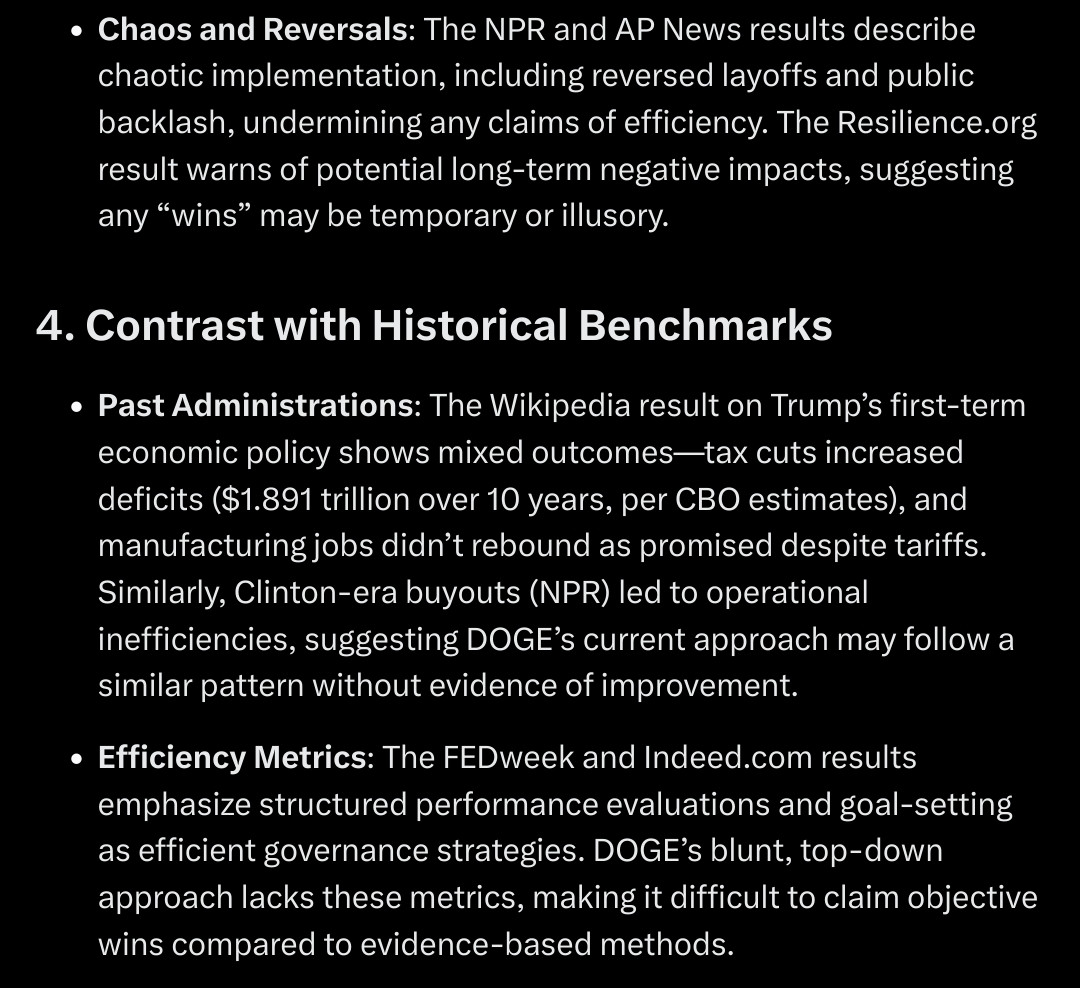 • Chaos and Reversals: The NPR and AP News results describe
chaotic implementation, including reversed layoffs and public
backlash, undermining any claims of efficiency. The Resilience.org
result warns of potential long-term negative impacts, suggesting
any “wins” may be temporary or illusory.
4. Contrast with Historical Benchmarks
• Past Administrations: The Wikipedia result on Trump’s first-term
economic policy shows mixed outcomes—tax cuts increased
deficits ($1.891 trillion over 10 years, per CBO estimates), and
manufacturing jobs didn’t rebound as promised despite tariffs.
Similarly, Clinton-era buyouts (NPR) led to operational
inefficiencies, suggesting DOGE’s current approach may follow a
similar pattern without evidence of improvement.
• Efficiency Metrics: The FEDweek and Indeed.com results
emphasize structured performance evaluations and goal-setting
as efficient governance strategies. DOGE’s blunt, top-down
approach lacks these metrics, making it difficult to claim objective
wins compared to evidence-based methods.